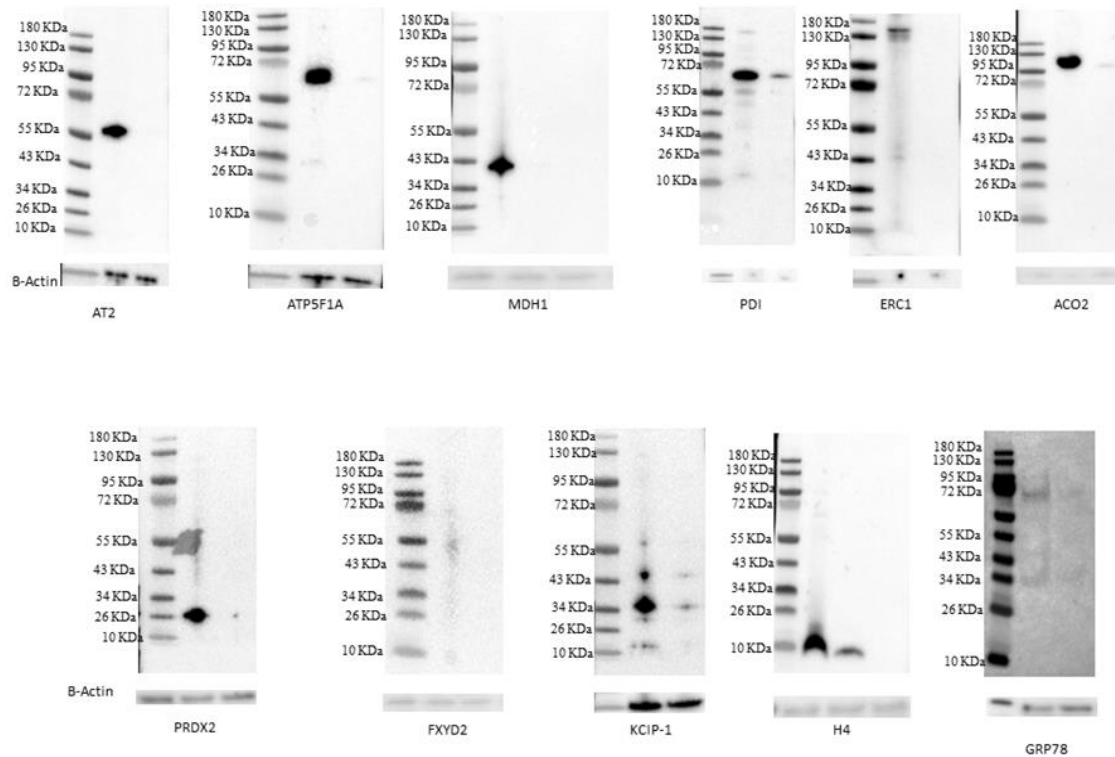 180 KDa
130 KDa
95 KDa
72 KDa
55 KDa
43 KDa
34 KDa
26 KDa
10 KDa
B-Actin
AT2
180 KDa
130 KDa
95 KDa
72 KDa
55 KDa
43 KDa
34 KDa
26 KDa
10 KDa
ATP5F1A
180 KDa
130 KDa
95 KDa
72 KDa
55 KDa
43 KDa
34 KDa
26 KDa
10 KDa
MDH1
180 KDa
130 KDa
95 KDa
72 KDa
55 KDa
43 KDa
34 KDa
26 KDa
10 KDa
PDI
180 KDa
130 KDa
95 KDa
72 KDa
55 KDa
43 KDa
34 KDa
26 KDa
10 KDa
ERC1
180 KDa
130 KDa
95 KDa
72 KDa
55 KDa
43 KDa
34 KDa
26 KDa
10 KDa
ACO2
180 KDa
130 KDa
95 KDa
72 KDa
55 KDa
43 KDa
34 KDa
26 KDa
10 KDa
B-Actin
PRDX2
180 KDa
130 KDa
95 KDa
72 KDa
55 KDa
43 KDa
34 KDa
26 KDa
10 KDa
FXYD2
180 KDa
130 KDa
95 KDa
72 KDa
55 KDa
43 KDa
34 KDa
26 KDa
10 KDa
KCIP-1
180 KDa
130 KDa
95 KDa
72 KDa
55 KDa
43 KDa
34 KDa
26 KDa
10 KDa
H4
180 KDa
130 KDa
95 KDa
72 KDa
55 KDa
43 KDa
34 KDa
26 KDa
10 KDa
GRP78